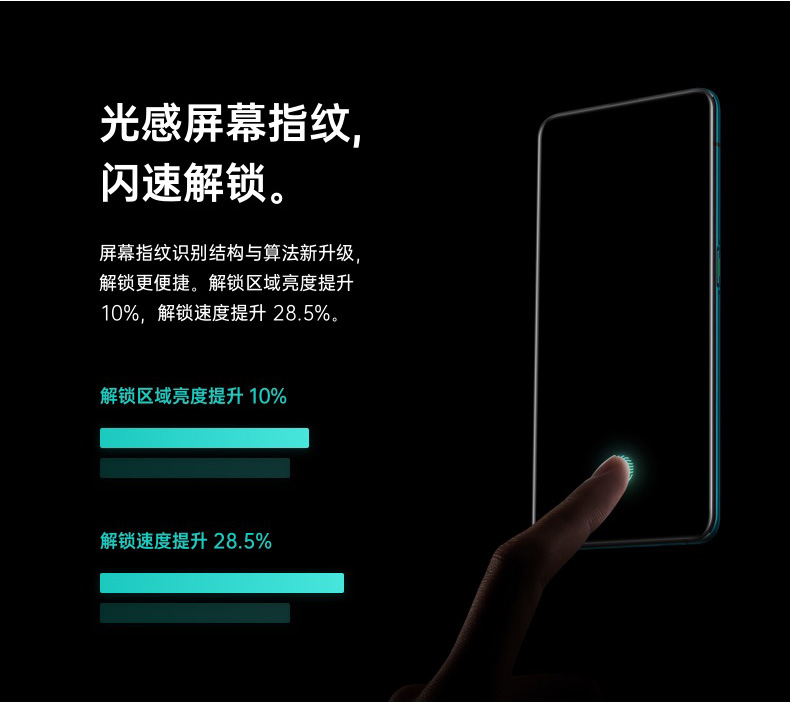 光感屏幕指纹,
闪速解锁。
屏幕指纹识别结构与算法新升级，
解锁更便捷。解锁区域亮度提升
10%，解锁速度提升 28.5%。
解锁区域亮度提升 10%
解锁速度提升 28.5%